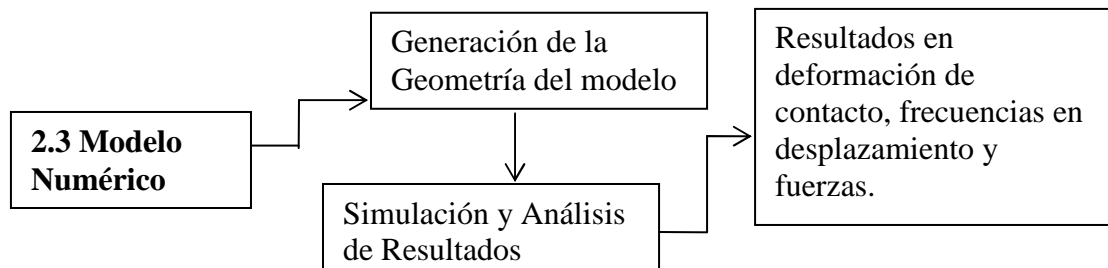 2.3 Modelo
Numérico
Generación de la
Geometría del modelo
Simulación y Análisis
de Resultados
Resultados en
deformación de
contacto, frecuencias en
desplazamiento y
fuerzas.